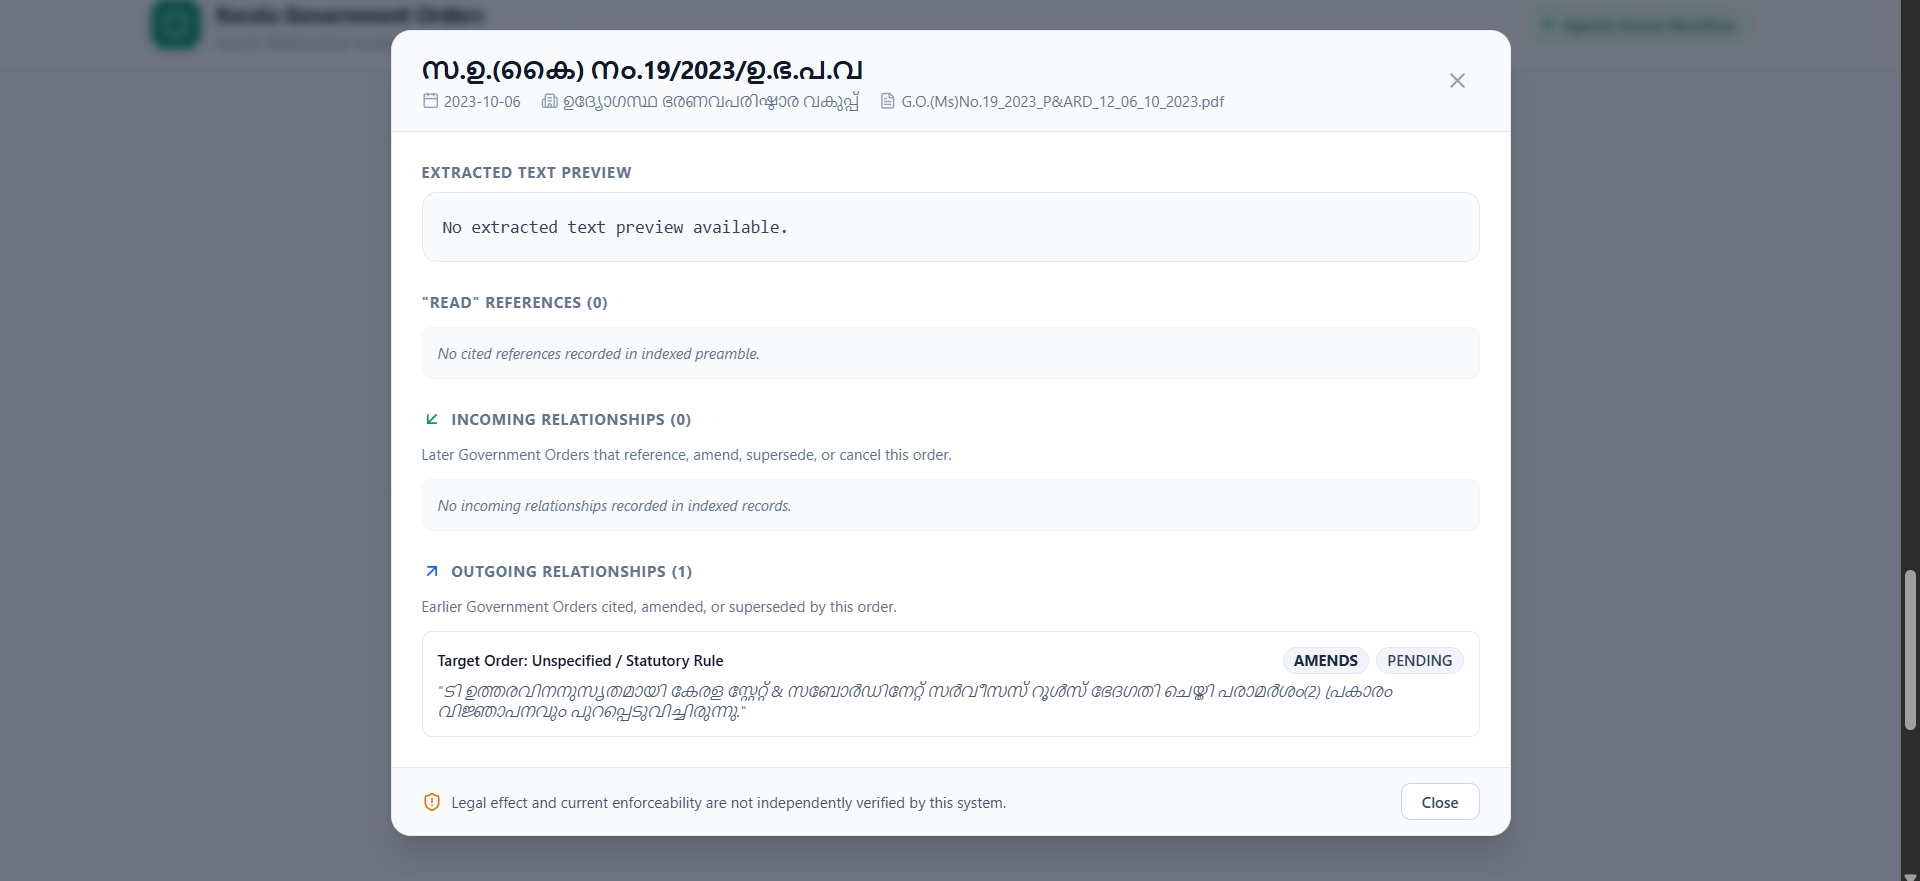 Kerala Government Orders
സ.ഉ.(കൈ) നം.19/2023/ഉ.ഭ.പ.വ
2023-10-06 ഉദ്യോഗസ്ഥ ഭരണവപരിഷ്കാര വകുപ്പ് G.O.(Ms)No.19_2023_P&ARD_12_06_10_2023.pdf
EXTRACTED TEXT PREVIEW
No extracted text preview available.
"READ" REFERENCES (0)
No cited references recorded in indexed preamble.
INCOMING RELATIONSHIPS (0)
Later Government Orders that reference, amend, supersede, or cancel this order.
No incoming relationships recorded in indexed records.
OUTGOING RELATIONSHIPS (1)
Earlier Government Orders cited, amended, or superseded by this order.
Target Order: Unspecified / Statutory Rule AMENDS PENDING
"ടി ഉത്തരവിനനുസൃതമായി കേരള സ്റ്റേറ്റ് & സബോർഡിനേറ്റ് സർവീസസ് റൂൾസ് ഭേദഗതി ചെയ്തി പരാമർശം(2) പ്രകാരം
വിജ്ഞാപനവും പുറപ്പെടുവിച്ചിരുന്നു."
Legal effect and current enforceability are not independently verified by this system.
Close